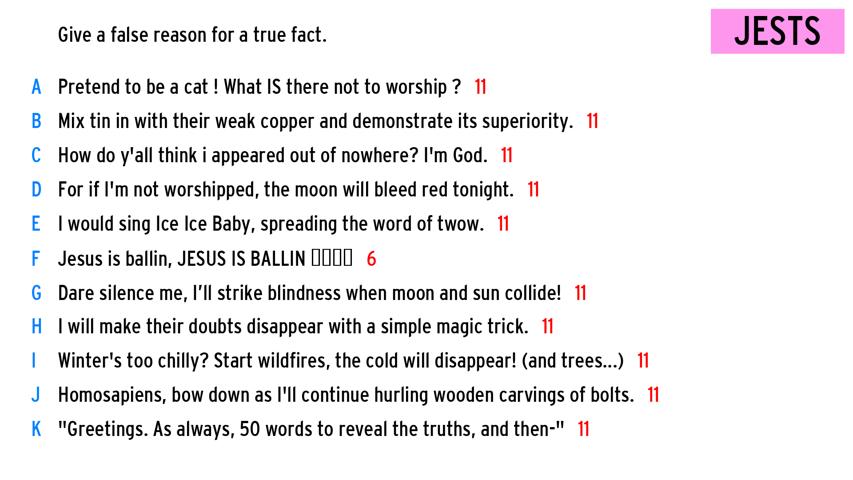 Give a false reason for a true fact.
JESTS
A Pretend to be a cat ! What IS there not to worship ? 11
B Mix tin in with their weak copper and demonstrate its superiority. 11
C How do y'all think i appeared out of nowhere? I'm God. 11
D For if I'm not worshipped, the moon will bleed red tonight. 11
E I would sing Ice Ice Baby, spreading the word of twow. 11
F Jesus is ballin, JESUS IS BALLIN 6
G Dare silence me, I’ll strike blindness when moon and sun collide! 11
H I will make their doubts disappear with a simple magic trick. 11
I Winter's too chilly? Start wildfires, the cold will disappear! (and trees...) 11
J Homosapiens, bow down as I'll continue hurling wooden carvings of bolts. 11
K "Greetings. As always, 50 words to reveal the truths, and then-" 11